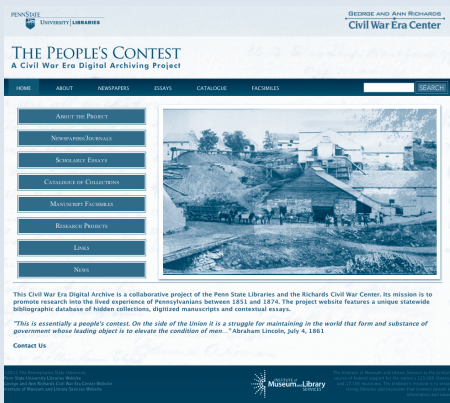 PENNSTATE
UNIVERSITY LIBRARIES
GEORGE AND ANN RICHARDS
Civil War Era Center
THE PEOPLE'S CONTEST
A Civil War Era Digital Archiving Project
HOME ABOUT NEWSPAPERS ESSAYS CATALOGUE FACSIMILES SEARCH
ABOUT THE PROJECT
NEWSPAPERS/JOURNALS
SCHOLARLY ESSAYS
CATALOGUE OF COLLECTIONS
MANUSCRIPT FACSIMILES
RESEARCH PROJECTS
LINKS
NEWS
This Civil War Era Digital Archive is a collaborative project of the Penn State Libraries and the Richards Civil War Center. Its mission is to
promote research into the lived experience of Pennsylvanians between 1851 and 1874. The project website features a unique statewide
bibliographic database of hidden collections, digitized manuscripts and contextual essays.
"This is essentially a people's contest. On the side of the Union it is a struggle for maintaining in the world that form and substance of
government whose leading object is to elevate the condition of men..." Abraham Lincoln, July 4, 1861
Contact Us
The Pennsylvania State University
Penn State University Libraries Website
George and Ann Richards Civil War Era Center Website
Institute of Museum and Library Services Website
INSTITUTE of
Museum and Library
SERVICES